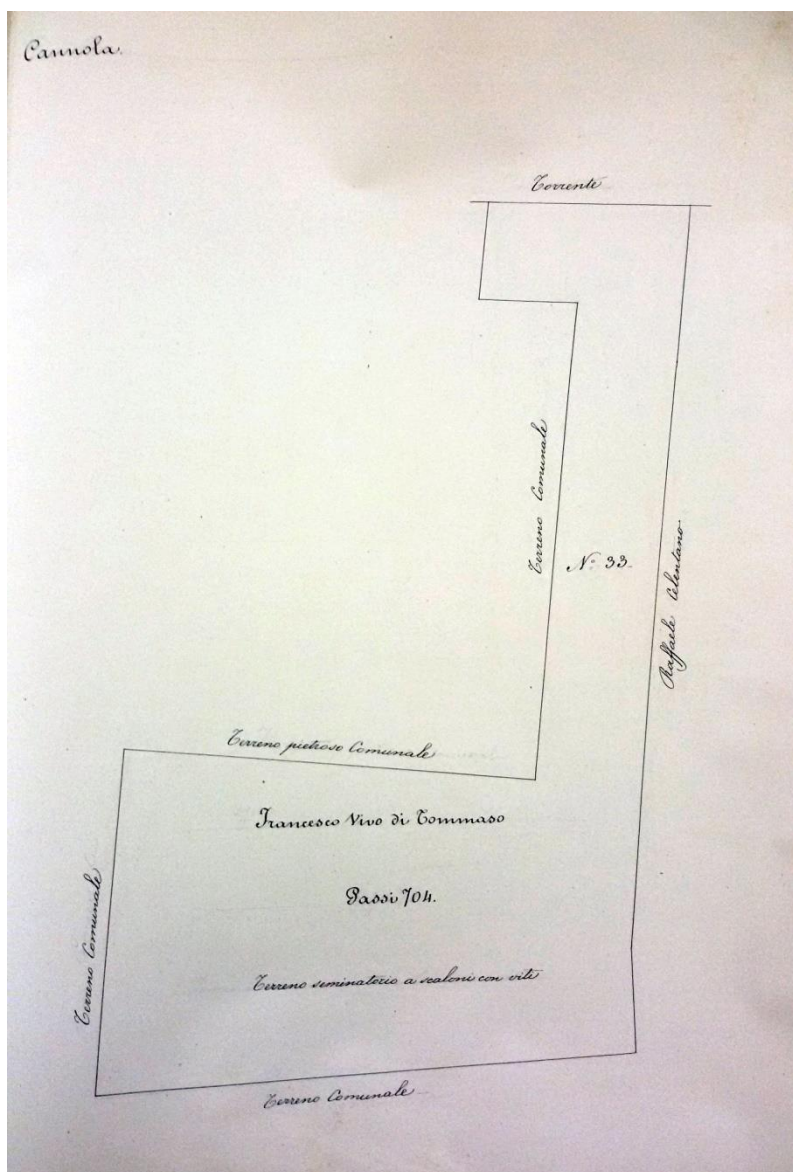 Cannola.
Torrente
Terreno Comunale
N.º 33.
Raffaele Celentano.
Terreno pietroso Comunale
Francesco Vivo di Tommaso
Passi 704.
Terreno Comunale
Terreno seminatorio a scaloni con viti
Terreno Comunale